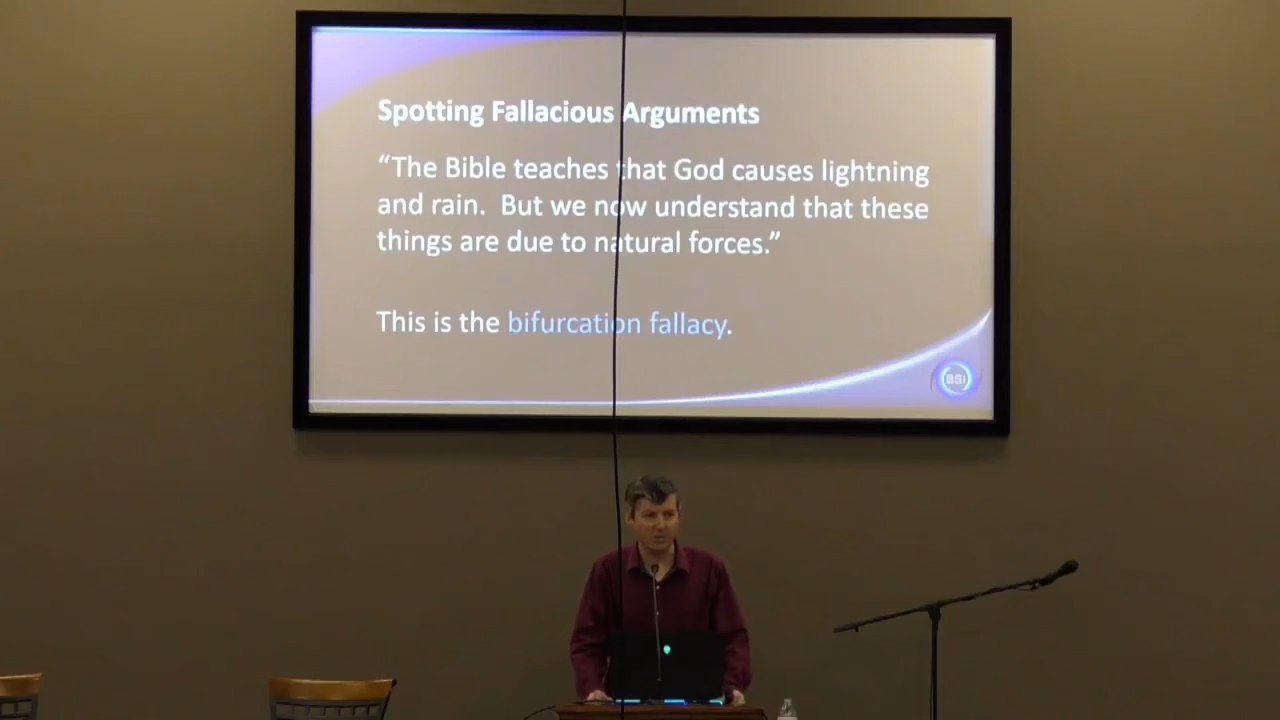 Spotting Fallacious Arguments
“The Bible teaches that God causes lightning
and rain.  But we now understand that these
things are due to natural forces.”
This is the bifurcation fallacy.
BSI